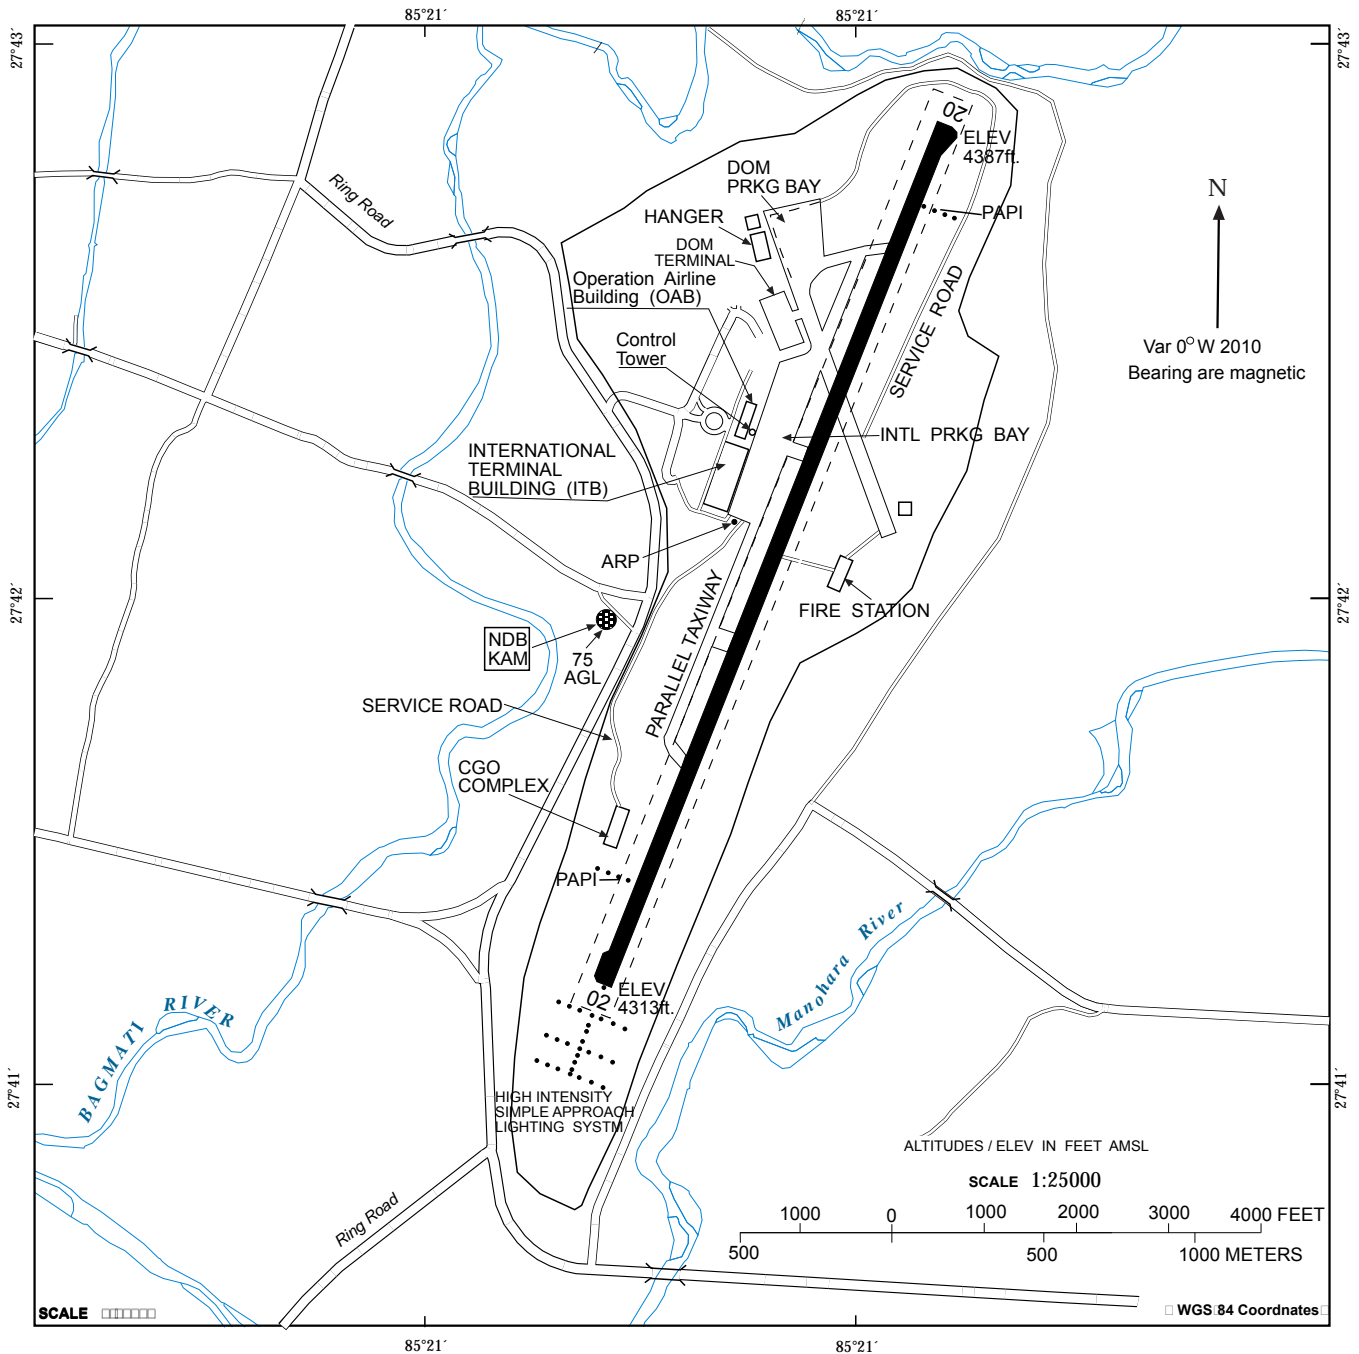 85°21´
85°21´
27°43´
27°43´
20
ELEV
4387ft.
DOM
PRKG BAY
Ring Road
N
PAPI
HANGER
DOM
TERMINAL
Operation Airline
Building (OAB)
SERVICE ROAD
Control
Tower
Var 0° W 2010
Bearing are magnetic
INTL PRKG BAY
INTERNATIONAL
TERMINAL
BUILDING (ITB)
ARP
27°42´
27°42´
FIRE STATION
NDB
KAM
75
AGL
PARALLEL TAXIWAY
SERVICE ROAD
CGO
COMPLEX
PAPI
Manohara River
ELEV
4313ft.
02
BAGMATI RIVER
27°41´
27°41´
HIGH INTENSITY
SIMPLE APPROACH
LIGHTING SYSTM
ALTITUDES / ELEV IN FEET AMSL
SCALE 1:25000
Ring Road
1000 0 1000 2000 3000 4000 FEET
500 500 1000 METERS
SCALE □□□□□□□
□ WGS 84 Coordnates □
85°21´
85°21´